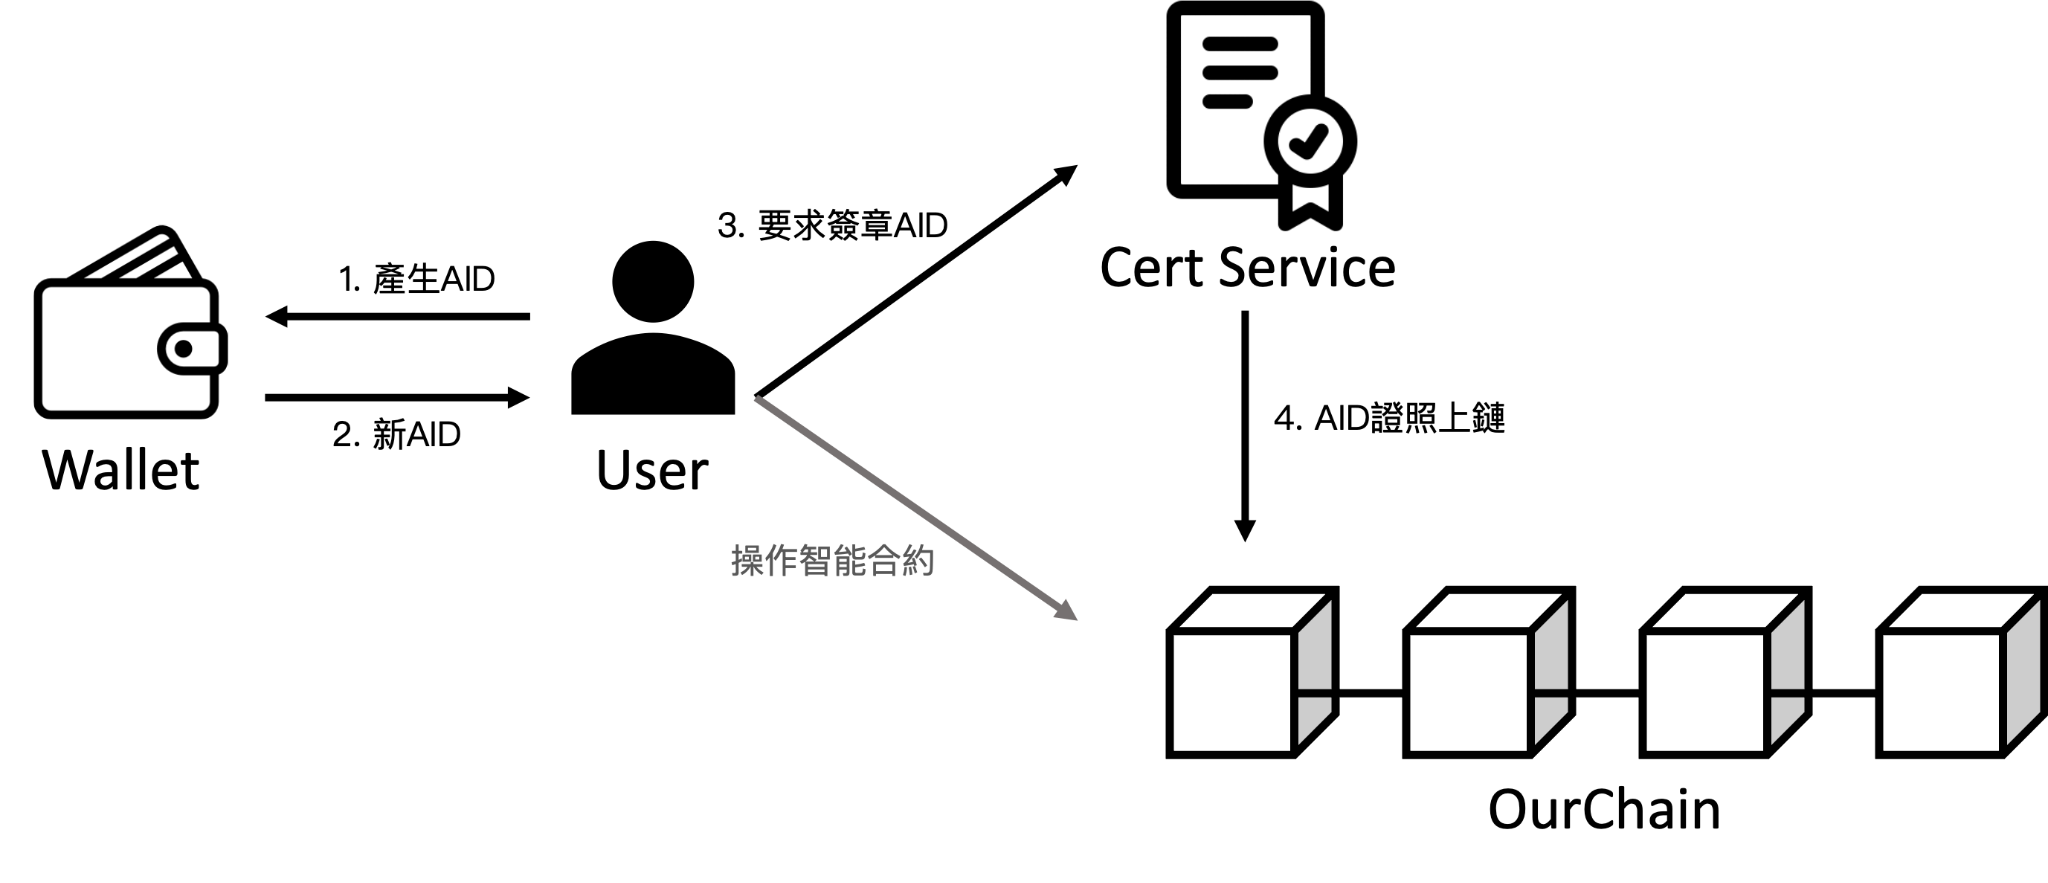 Wallet
1. 產生AID
2. 新AID
User
3. 要求簽章AID
Cert Service
4. AID證照上鏈
操作智能合約
OurChain